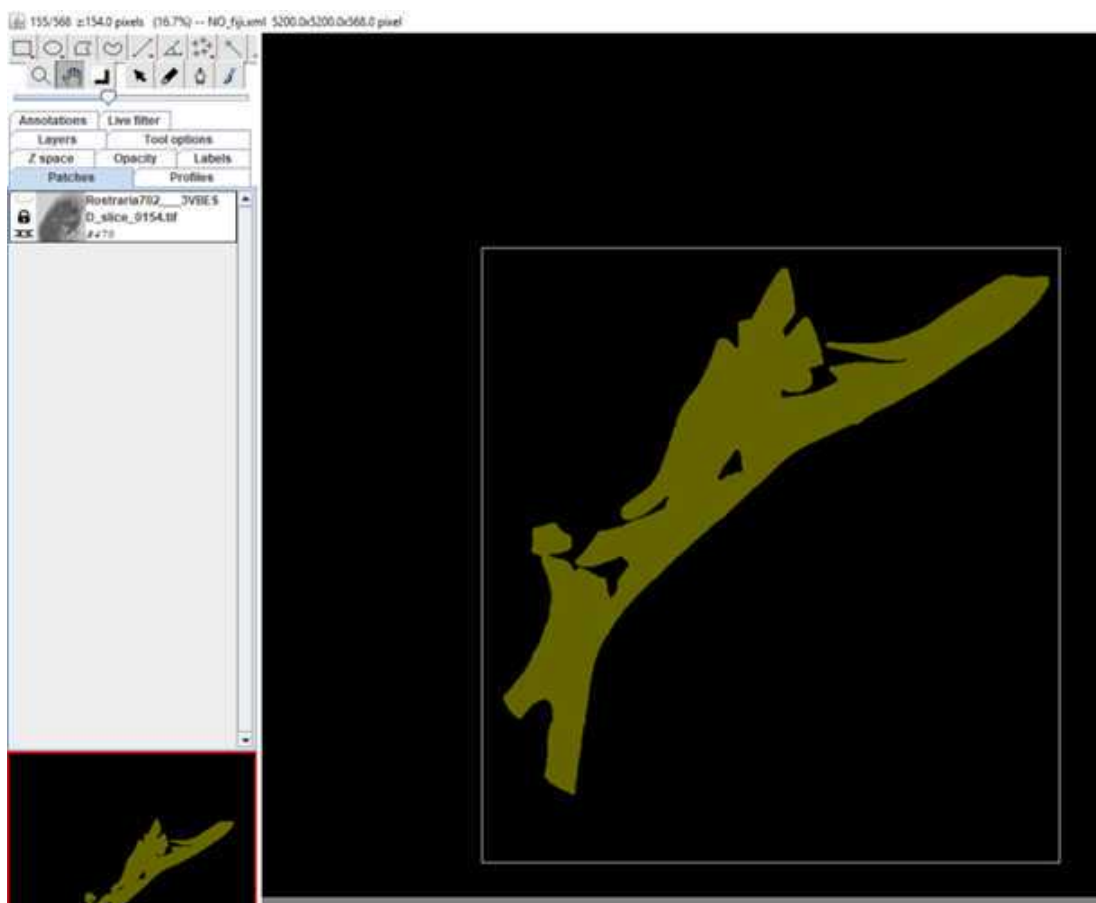 155/568 z:154.0 pixels (16.7%) -- NO_fiji.xml 5200.0x5200.0x568.0 pixel
Annotations Live filter
Layers Tool options
Z space Opacity Labels
Patches Profiles
Rostraria702___3VBES
D_slice_0154.tif